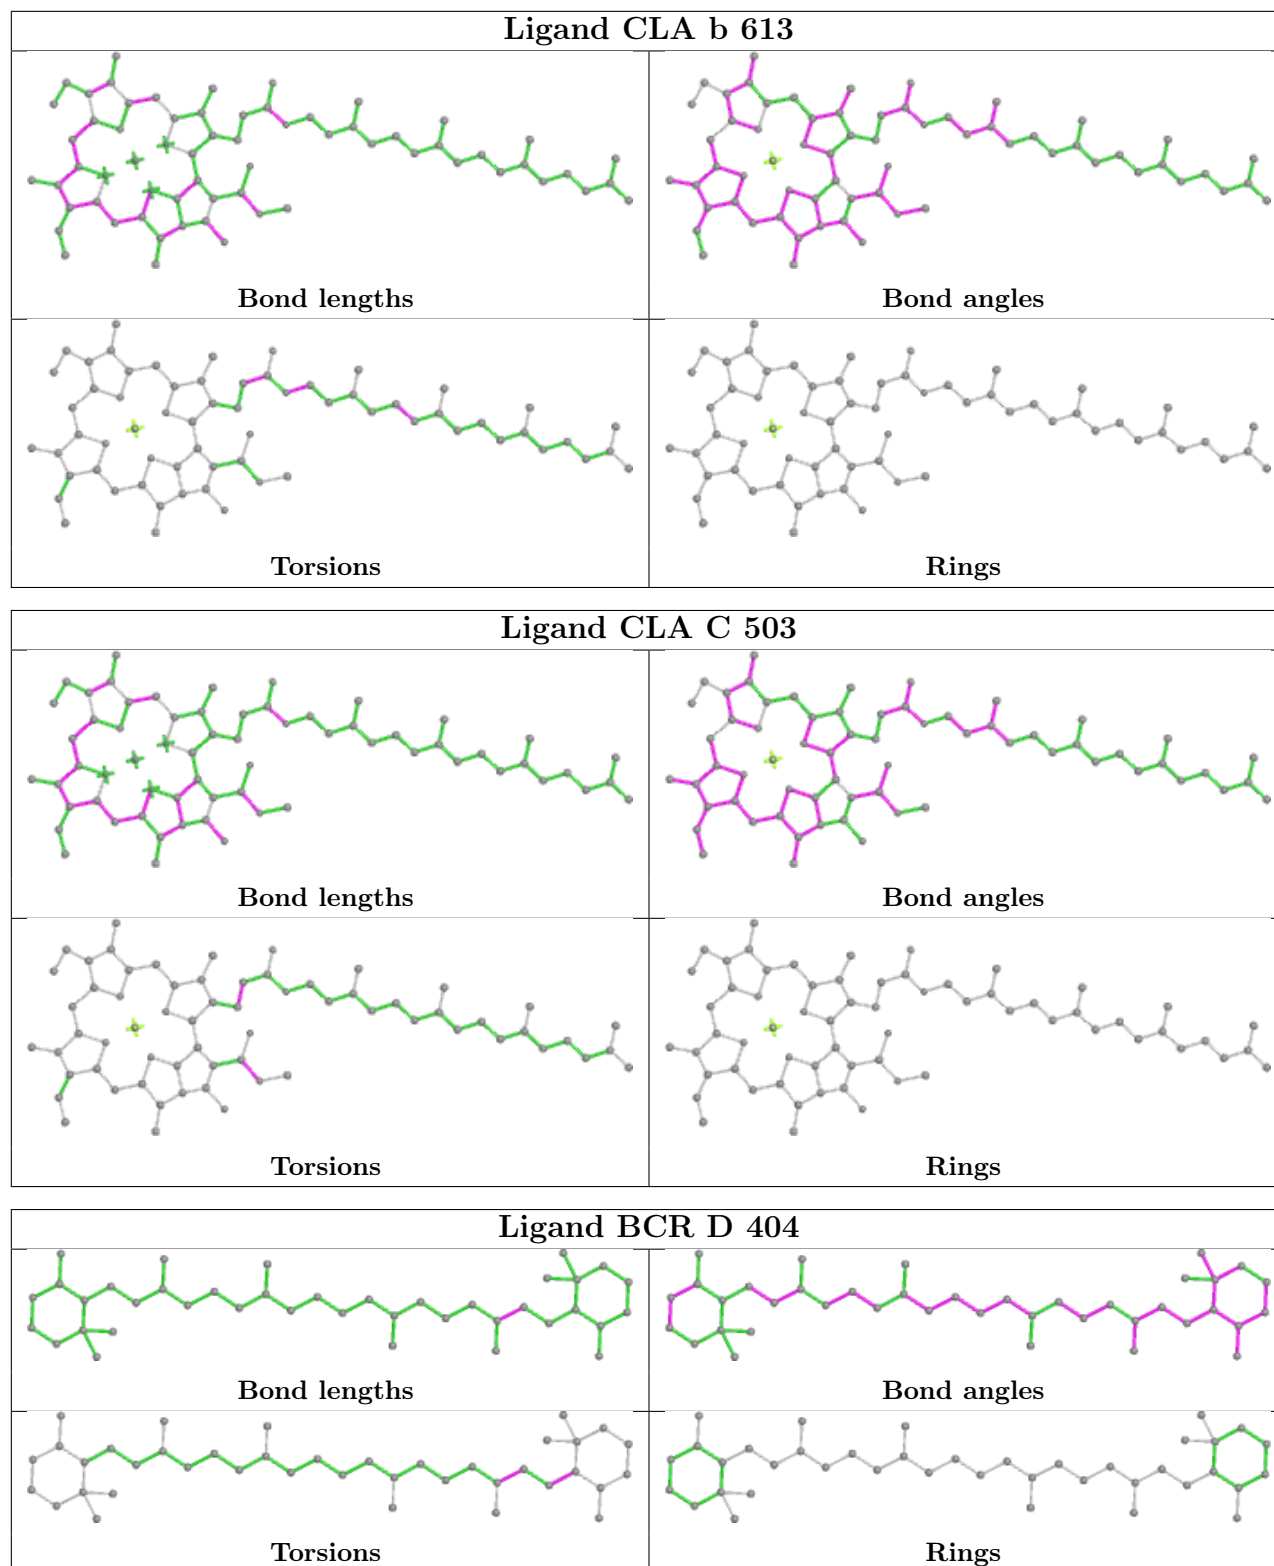 Ligand CLA b 613
Bond lengths
Bond angles
Torsions
Rings
Ligand CLA C 503
Bond lengths
Bond angles
Torsions
Rings
Ligand BCR D 404
Bond lengths
Bond angles
Torsions
Rings